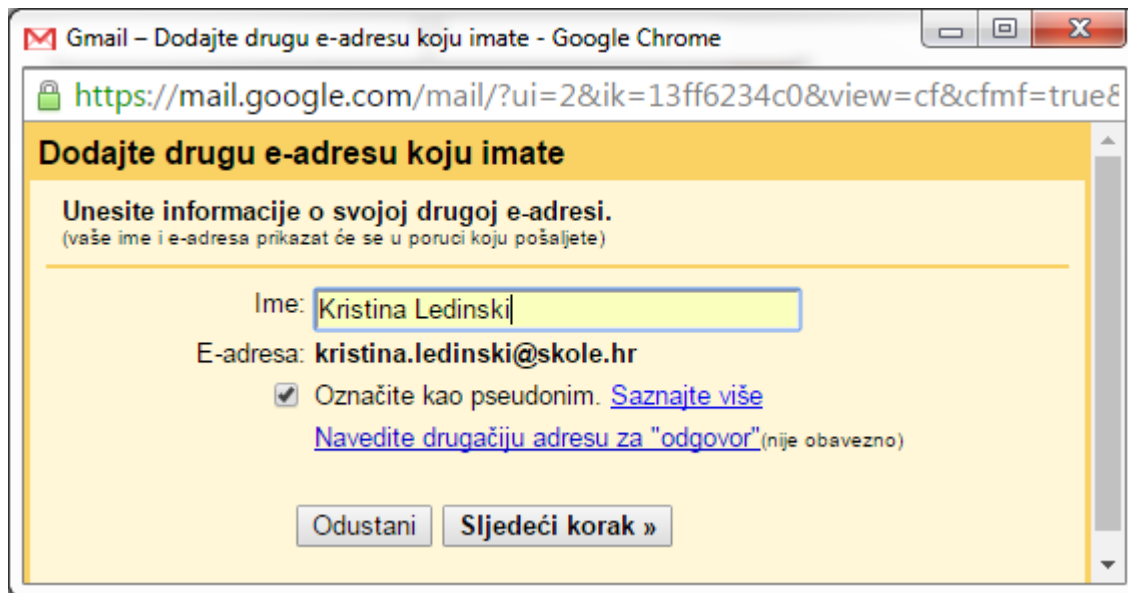 Gmail – Dodajte drugu e-adresu koju imate - Google Chrome
https://mail.google.com/mail/?ui=2&ik=13ff6234c0&view=cf&cfmf=true&
Dodajte drugu e-adresu koju imate
Unesite informacije o svojoj drugoj e-adresi.
(vaše ime i e-adresa prikazat će se u poruci koju pošaljete)
Ime: Kristina Ledinski
E-adresa: kristina.ledinski@skole.hr
Označite kao pseudonim. Saznajte više
Navedite drugačiju adresu za "odgovor"(nije obavezno)
Odustani Sljedeći korak »